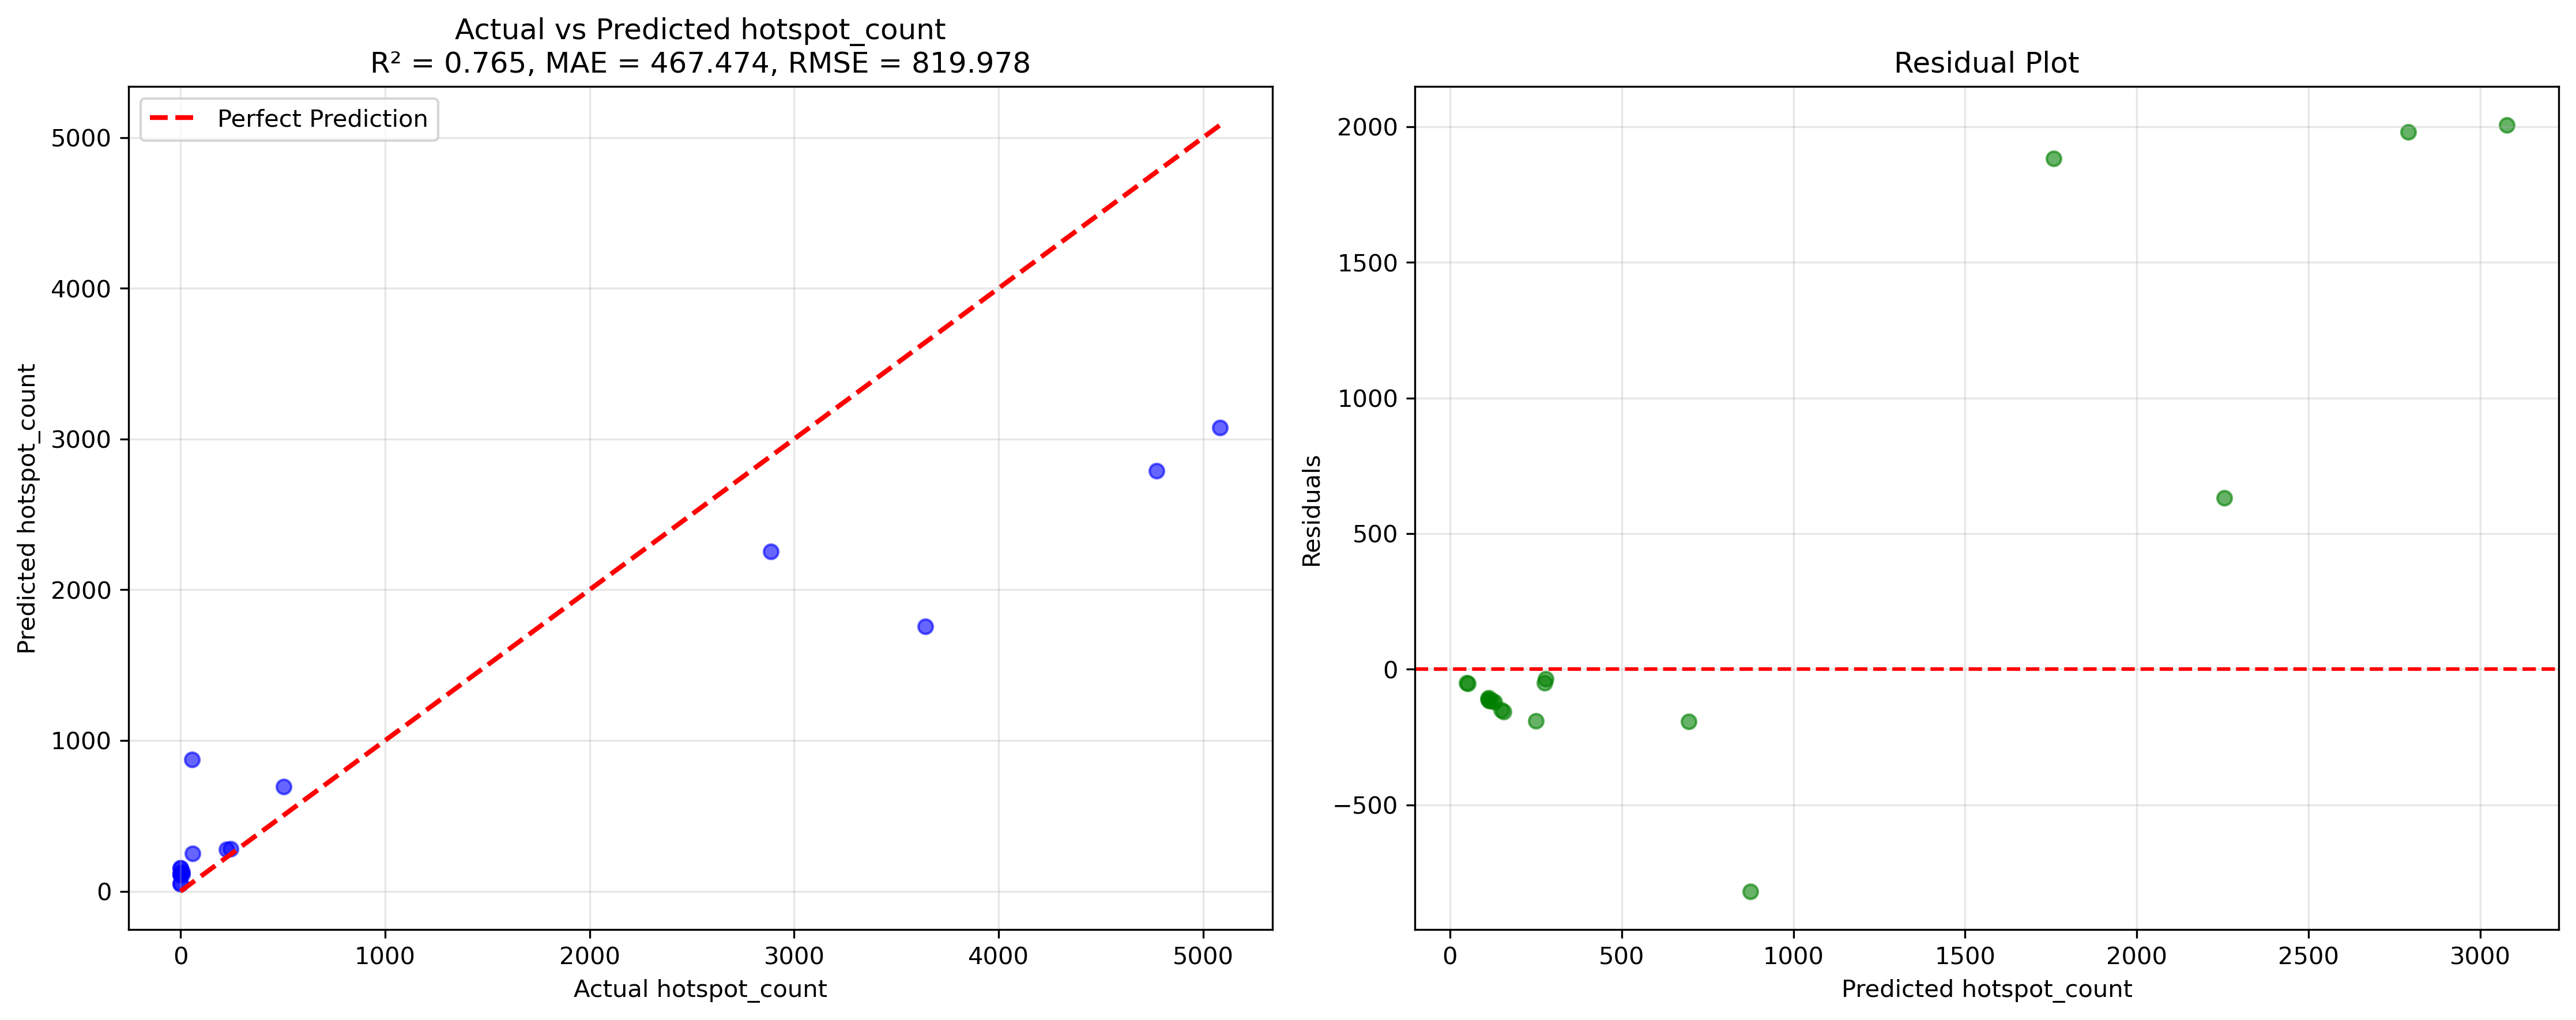 Actual vs Predicted hotspot_count
R² = 0.765, MAE = 467.474, RMSE = 819.978
Perfect Prediction
Predicted hotspot_count
5000
4000
3000
2000
1000
0
0 1000 2000 3000 4000 5000
Actual hotspot_count
Residual Plot
Residuals
2000
1500
1000
500
0
−500
0 500 1000 1500 2000 2500 3000
Predicted hotspot_count